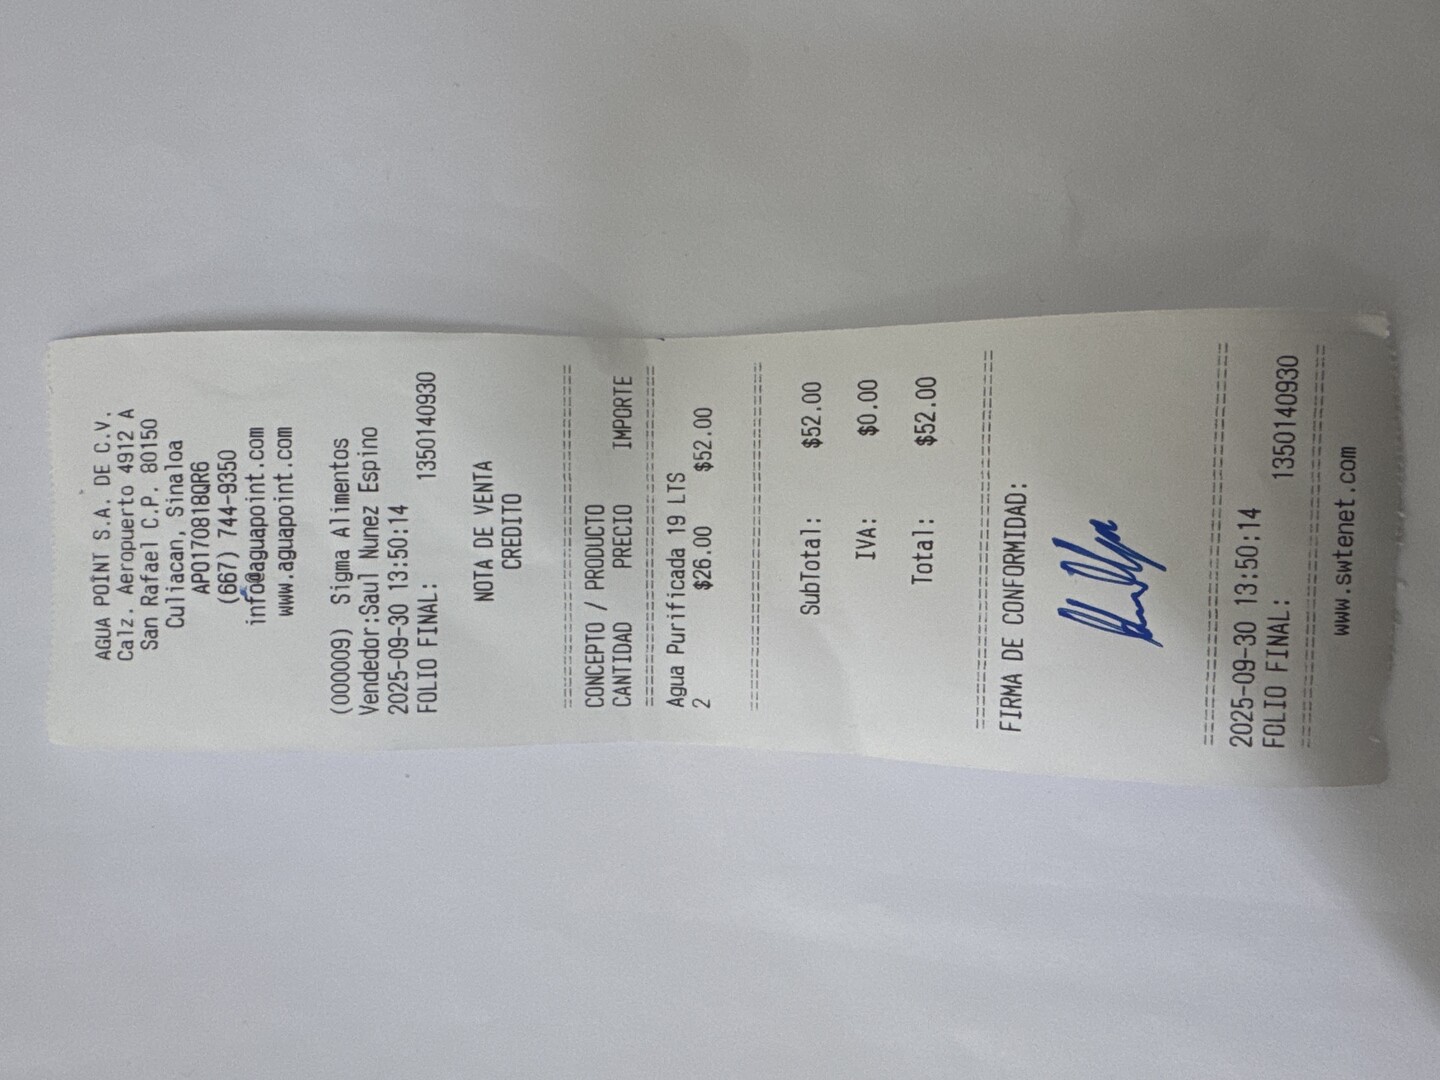 AGUA POINT S.A. DE C.V.
Calz. Aeropuerto 4912 A
San Rafael C.P. 80150
Culiacan, Sinaloa
APO170818QR6
(667) 744-9350
info@aguapoint.com
www.aguapoint.com
(000009) Sigma Alimentos
Vendedor:Saul Nunez Espino
2025-09-30 13:50:14
FOLIO FINAL: 1350140930
NOTA DE VENTA
CREDITO
CONCEPTO / PRODUCTO
CANTIDAD PRECIO IMPORTE
Agua Purificada 19 LTS
2 $26.00 $52.00
SubTotal: $52.00
IVA: $0.00
Total: $52.00
FIRMA DE CONFORMIDAD:
2025-09-30 13:50:14
FOLIO FINAL: 1350140930
www.swtenet.com